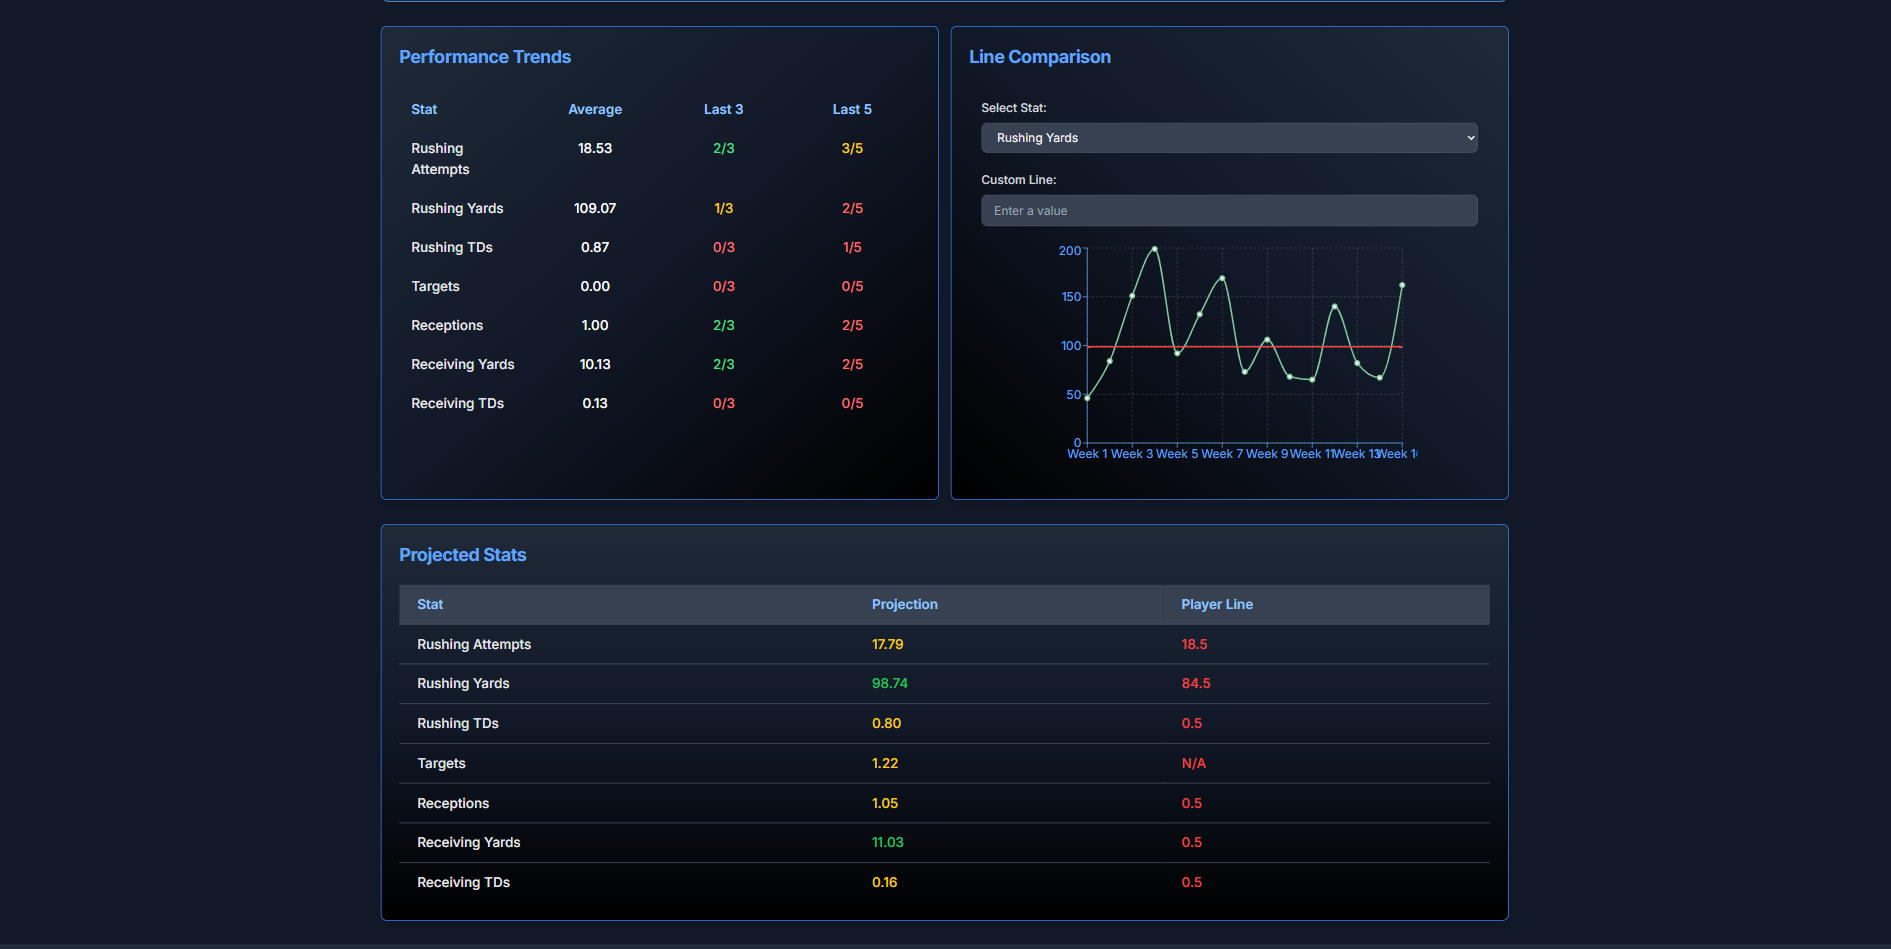 Performance Trends
Stat Average Last 3 Last 5
Rushing Attempts 18.53 2/3 3/5
Rushing Yards 109.07 1/3 2/5
Rushing TDs 0.87 0/3 1/5
Targets 0.00 0/3 0/5
Receptions 1.00 2/3 2/5
Receiving Yards 10.13 2/3 2/5
Receiving TDs 0.13 0/3 0/5
Line Comparison
Select Stat:
Rushing Yards
Custom Line:
Enter a value
200
150
100
50
0
Week 1 Week 3 Week 5 Week 7 Week 9 Week 11 Week 13 Week
Projected Stats
Stat Projection Player Line
Rushing Attempts 17.79 18.5
Rushing Yards 98.74 84.5
Rushing TDs 0.80 0.5
Targets 1.22 N/A
Receptions 1.05 0.5
Receiving Yards 11.03 0.5
Receiving TDs 0.16 0.5